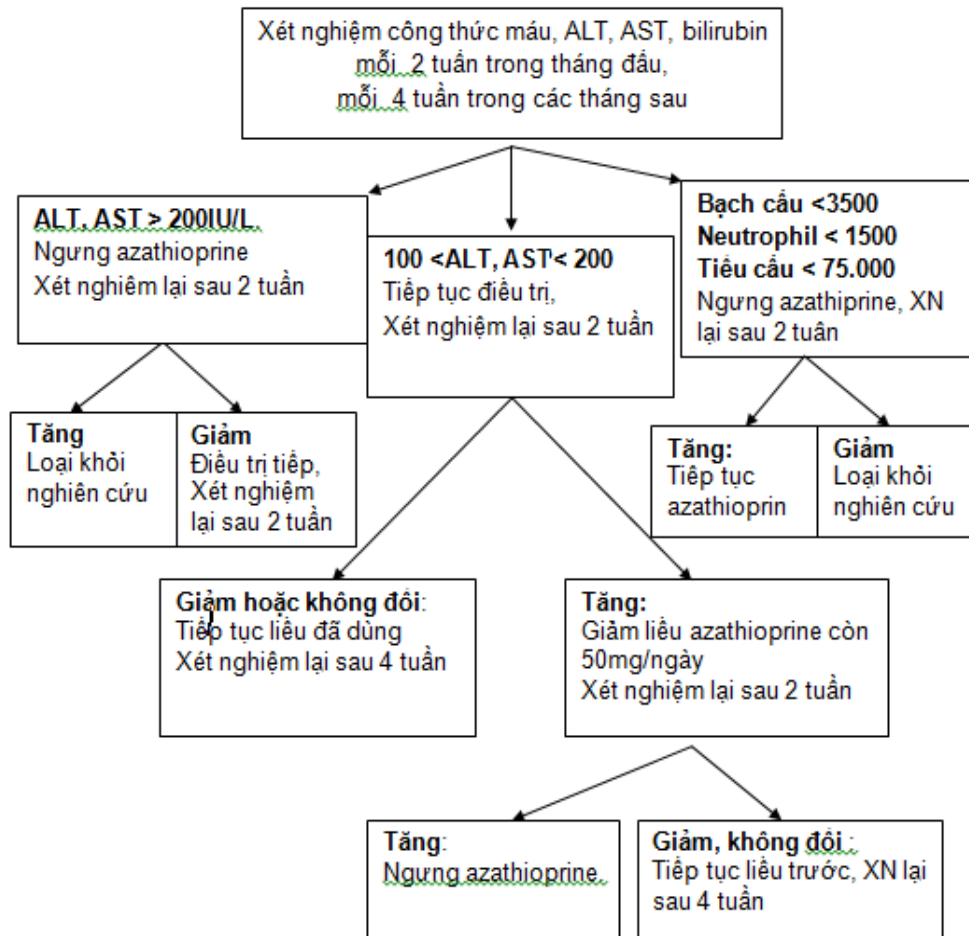 Xét nghiệm công thức máu, ALT, AST, bilirubin
mỗi 2 tuần trong tháng đầu,
mỗi 4 tuần trong các tháng sau
ALT, AST > 200IU/L.
Ngưng azathioprine
Xét nghiêm lại sau 2 tuần
100 <ALT, AST< 200
Tiếp tục điều trị,
Xét nghiệm lại sau 2 tuần
Bạch cầu <3500
Neutrophil < 1500
Tiểu cầu < 75.000
Ngưng azathiprine, XN
lại sau 2 tuân
Tăng
Loại khỏi
nghiên cứu
Giảm
Điều trị tiếp,
Xét nghiệm
lại sau 2 tuần
Tăng:
Tiếp tục
azathioprin
Giảm
Loại khỏi
nghiên cứu
Giảm hoặc không đổi:
Tiếp tục liều đã dùng
Xét nghiệm lại sau 4 tuần
Tăng:
Giảm liều azathioprine còn
50mg/ngày
Xét nghiệm lại sau 2 tuần
Tăng:
Ngưng azathioprine.
Giảm, không đổi :
Tiếp tục liều trước, XN lại
sau 4 tuần